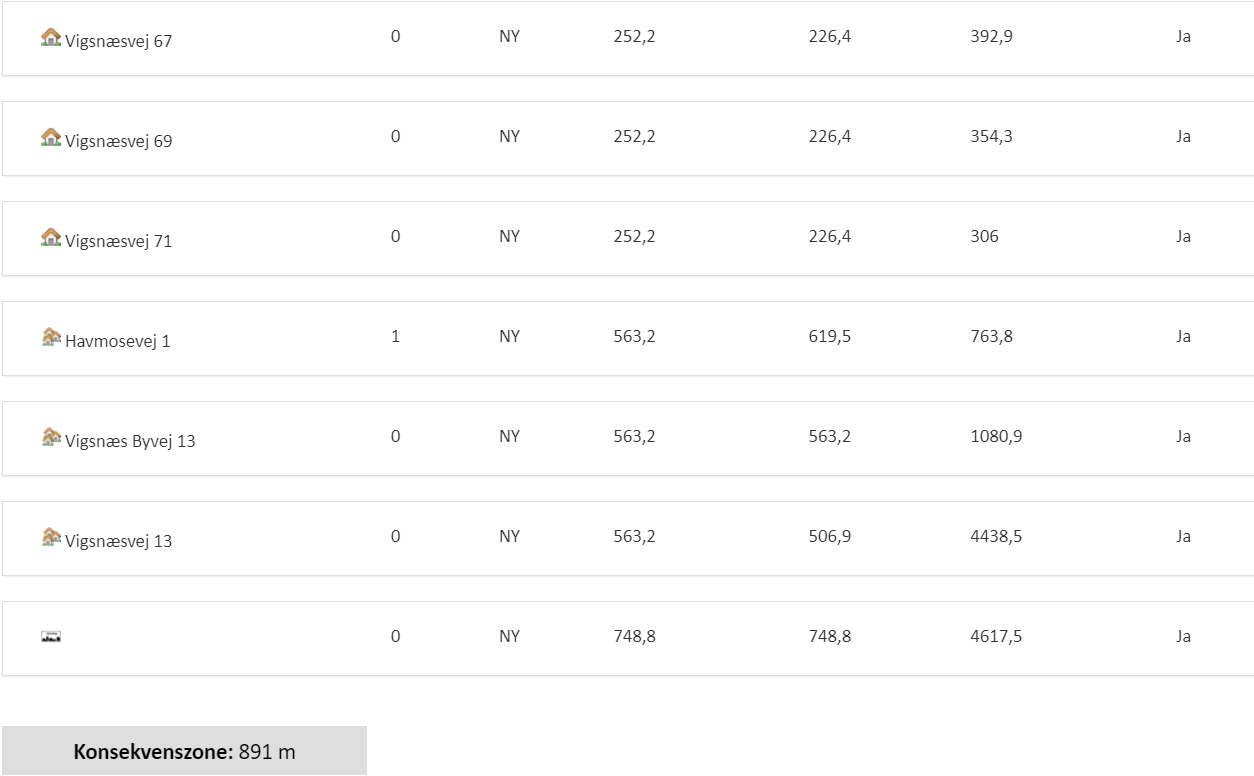 Vigsnæsvej 67 0 NY 252,2 226,4 392,9 Ja
Vigsnæsvej 69 0 NY 252,2 226,4 354,3 Ja
Vigsnæsvej 71 0 NY 252,2 226,4 306 Ja
Havmosevej 1 1 NY 563,2 619,5 763,8 Ja
Vigsnæs Byvej 13 0 NY 563,2 563,2 1080,9 Ja
Vigsnæsvej 13 0 NY 563,2 506,9 4438,5 Ja
0 NY 748,8 748,8 4617,5 Ja
Konsekvenszone: 891 m